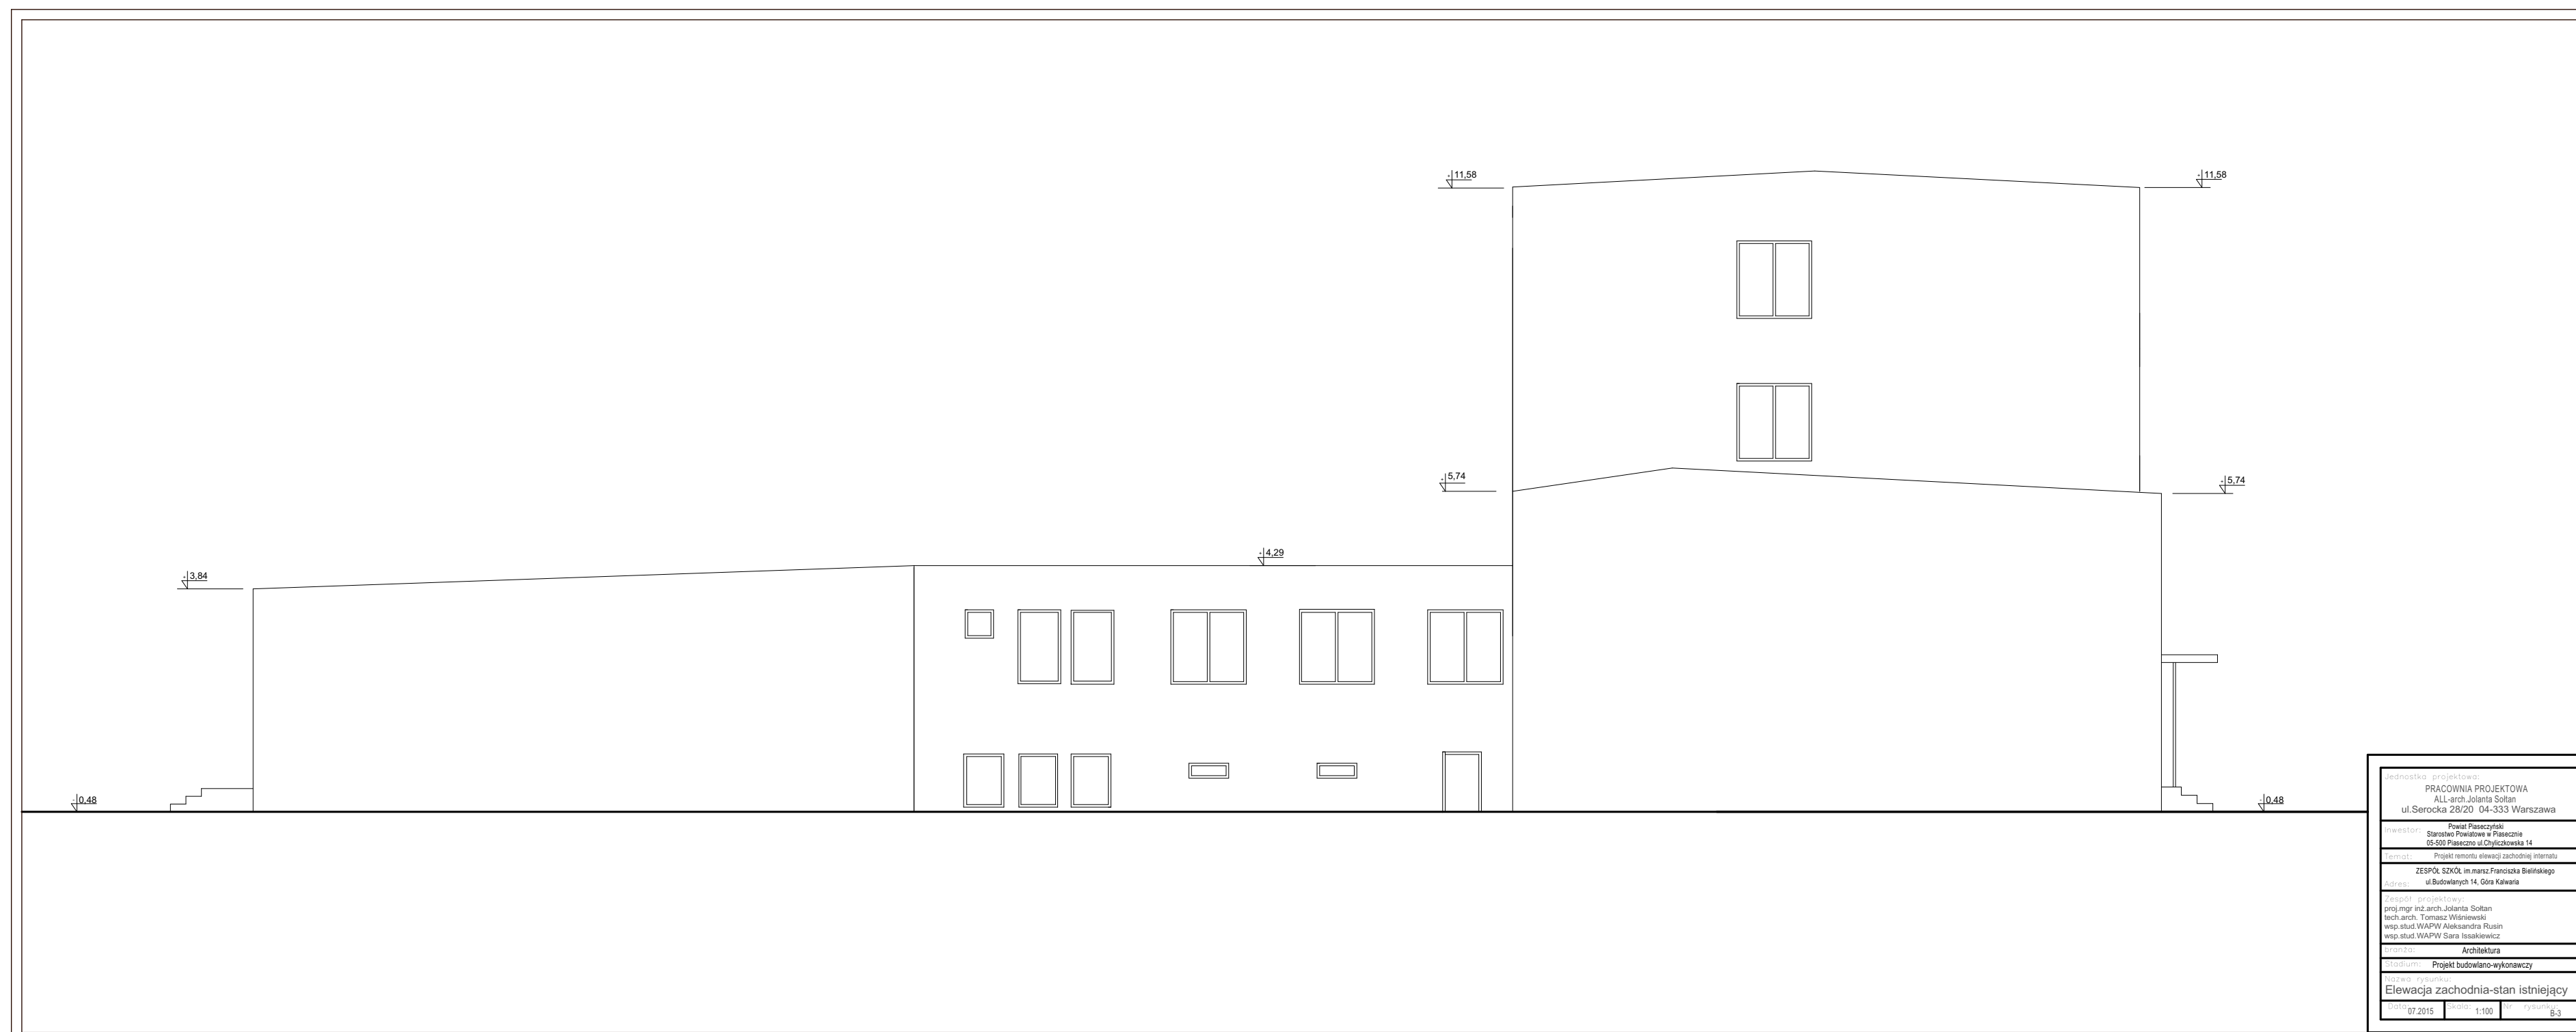 - 11,58
- 11,58
- 5,74
- 5,74
- 4,29
- 3,84
- 0,48
- 0,48
Jednostka projektowa:
PRACOWNIA PROJEKTOWA
ALL-arch.Jolanta Sołtan
ul.Serocka 28/20 04-333 Warszawa
Inwestor: Powiat Piaseczyński
Starostwo Powiatowe w Piasecznie
05-500 Piaseczno ul.Chyliczkowska 14
Temat: Projekt remontu elewacji zachodniej internatu
ZESPÓŁ SZKÓŁ im.marsz.Franciszka Bielińskiego
Adres: ul.Budowlanych 14, Góra Kalwaria
Zespół projektowy:
proj.mgr inż.arch.Jolanta Sołtan
tech.arch. Tomasz Wiśniewski
wsp.stud.WAPW Aleksandra Rusin
wsp.stud.WAPW Sara Issakiewicz
branża: Architektura
Stadium: Projekt budowlano-wykonawczy
Nazwa rysunku:
Elewacja zachodnia-stan istniejący
Data: 07.2015 Skala: 1:100 Nr rysunku: B-3